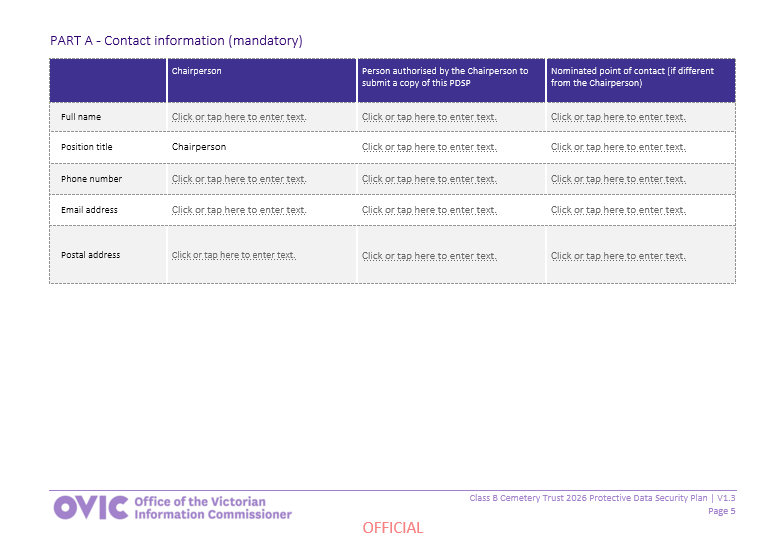 PART A - Contact information (mandatory)
Chairperson
Person authorised by the Chairperson to
submit a copy of this PDSP
Nominated point of contact (if different
from the Chairperson)
Full name
Click or tap here to enter text.
Click or tap here to enter text.
Click or tap here to enter text.
Position title
Chairperson
Click or tap here to enter text.
Click or tap here to enter text.
Phone number
Click or tap here to enter text.
Click or tap here to enter text.
Click or tap here to enter text.
Email address
Click or tap here to enter text.
Click or tap here to enter text.
Click or tap here to enter text.
Postal address
Click or tap here to enter text.
Click or tap here to enter text.
Click or tap here to enter text.
OVIC
Office of the Victorian
Information Commissioner
Class B Cemetery Trust 2026 Protective Data Security Plan | V1.3
Page 5
OFFICIAL